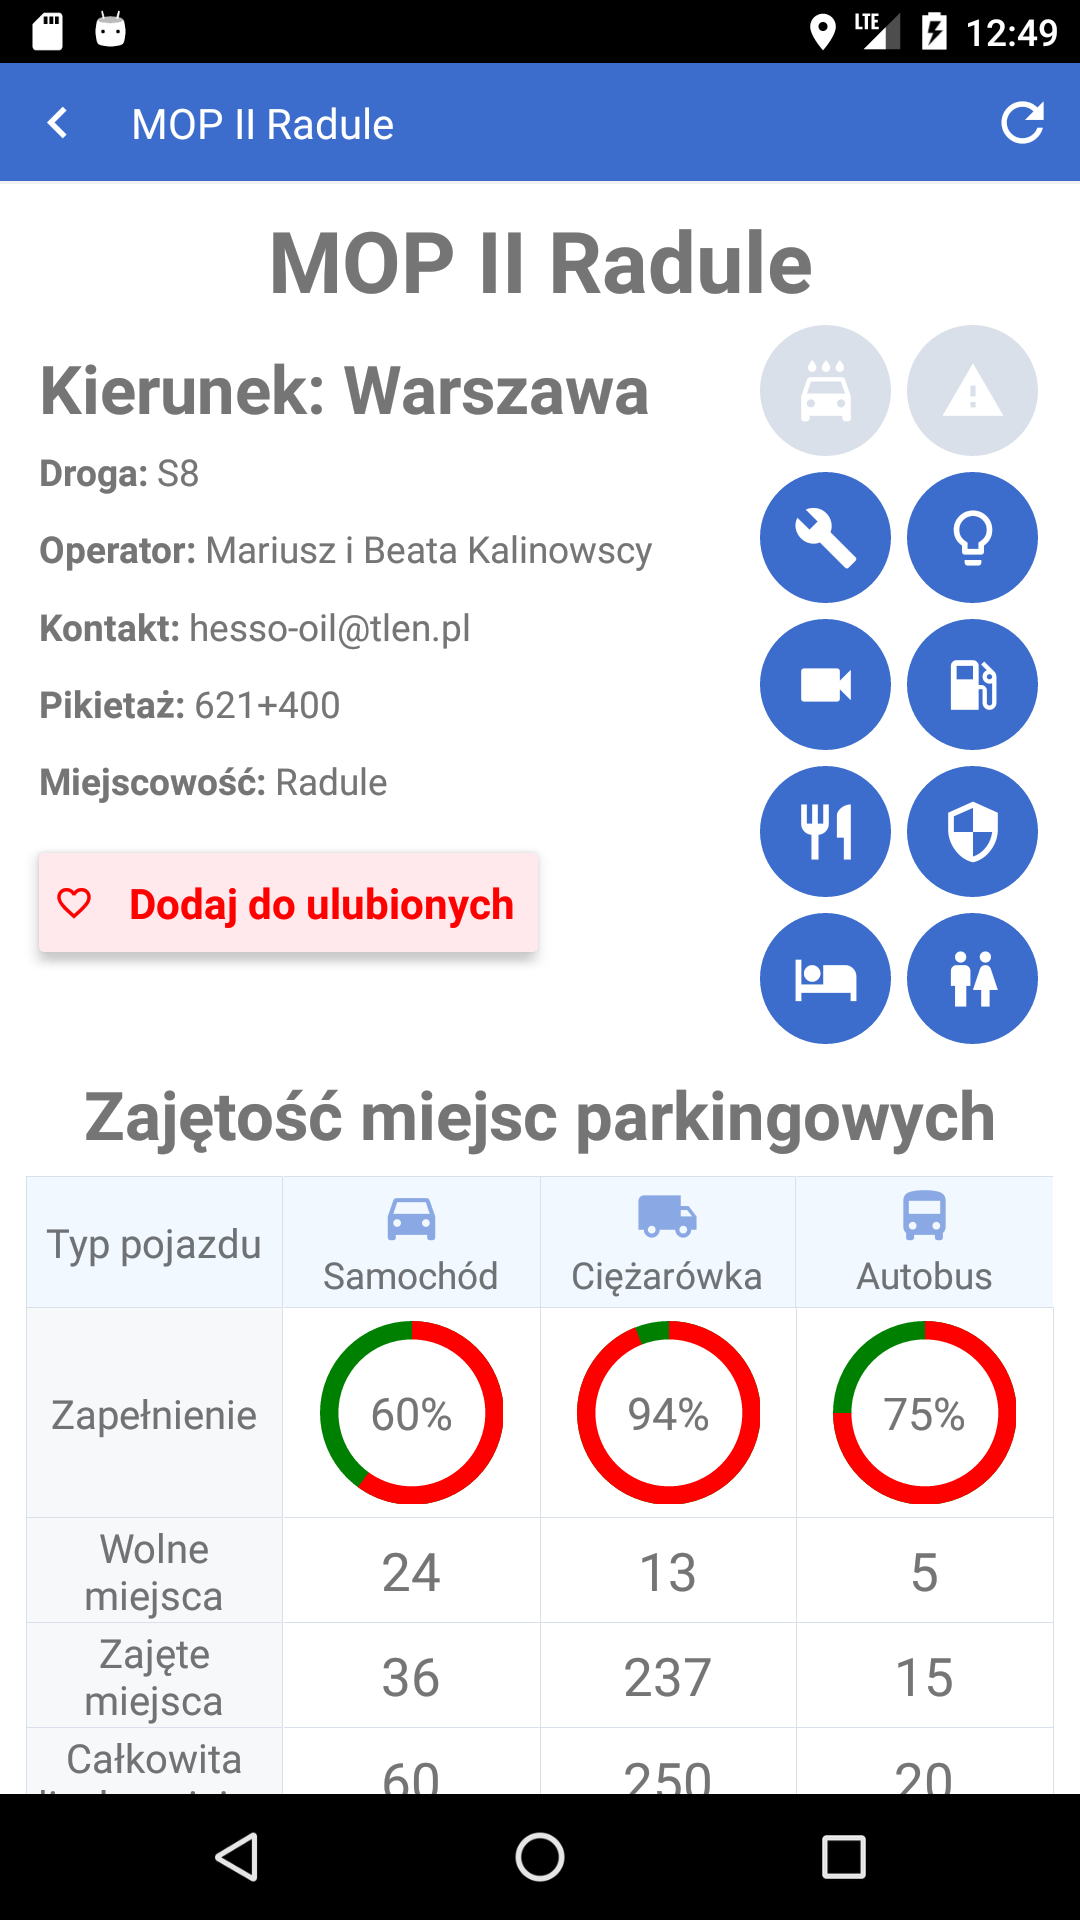 LTE 12:49
MOP II Radule
MOP II Radule
Kierunek: Warszawa
Droga: S8
Operator: Mariusz i Beata Kalinowscy
Kontakt: hesso-oil@tlen.pl
Pikietaż: 621+400
Miejscowość: Radule
Dodaj do ulubionych
Zajętość miejsc parkingowych
Typ pojazdu Samochód Ciężarówka Autobus
Zapełnienie 60% 94% 75%
Wolne
miejsca 24 13 5
Zajęte
miejsca 36 237 15
Całkowita
60 250 20